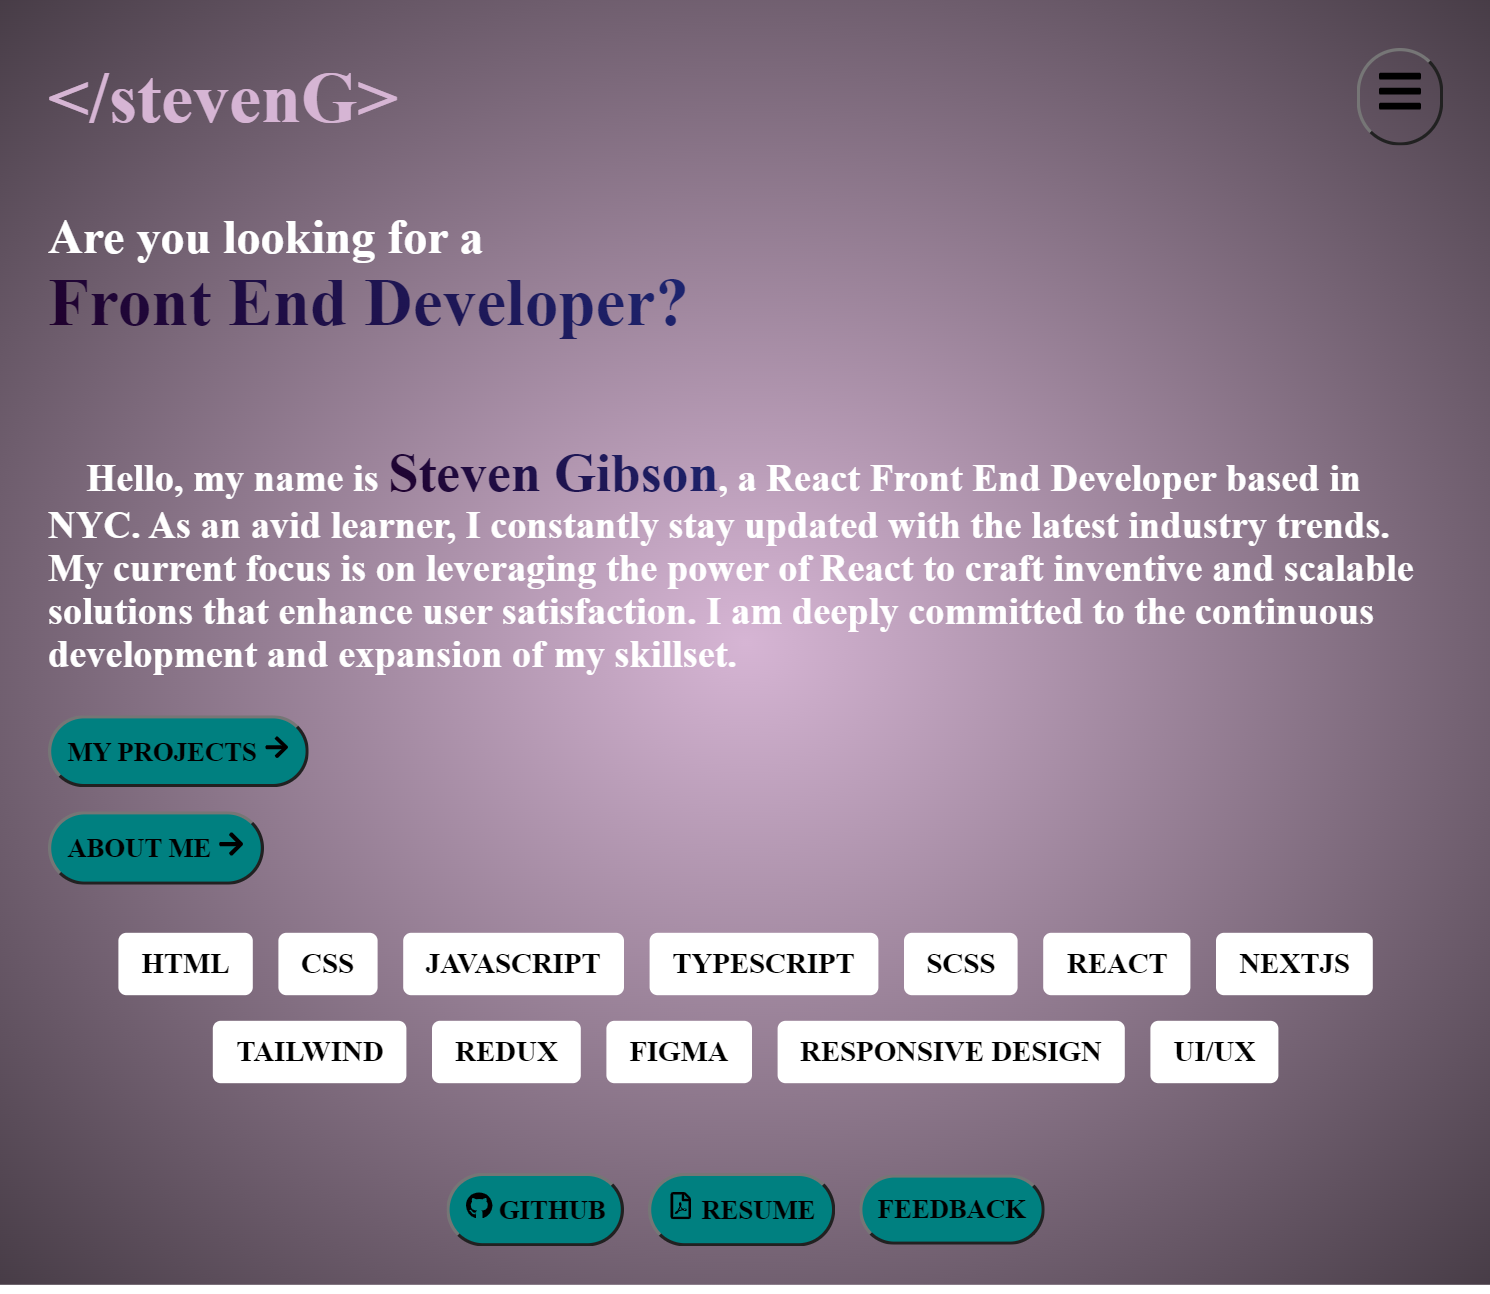 </stevenG>
Are you looking for a
Front End Developer?
Hello, my name is Steven Gibson, a React Front End Developer based in
NYC. As an avid learner, I constantly stay updated with the latest industry trends.
My current focus is on leveraging the power of React to craft inventive and scalable
solutions that enhance user satisfaction. I am deeply committed to the continuous
development and expansion of my skillset.
MY PROJECTS
ABOUT ME
HTML CSS JAVASCRIPT TYPESCRIPT SCSS REACT NEXTJS
TAILWIND REDUX FIGMA RESPONSIVE DESIGN UI/UX
GITHUB RESUME FEEDBACK